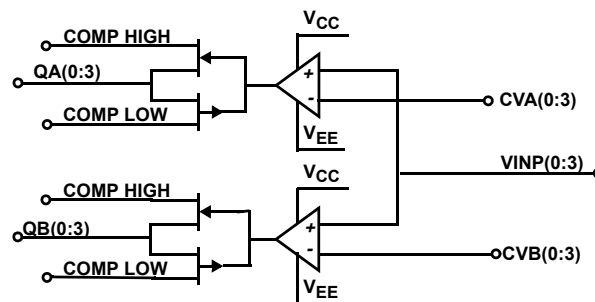 COMP HIGH
VCC
QA(0:3)
+
-
CVA(0:3)
COMP LOW
VEE
VINP(0:3)
COMP HIGH
VCC
QB(0:3)
+
-
CVB(0:3)
COMP LOW
VEE